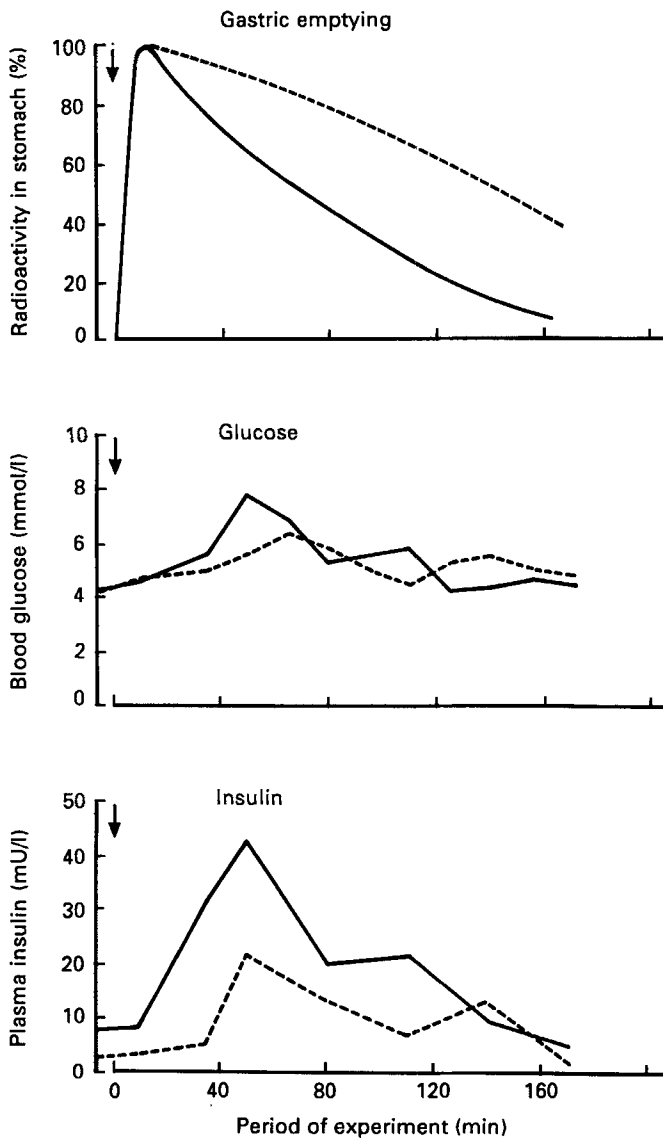 Gastric emptying
Radioactivity in stomach (%)
100
80
60
40
20
0
Glucose
Blood glucose (mmol/l)
10
8
6
4
2
0
Insulin
Plasma insulin (mU/l)
50
40
30
20
10
0
0 40 80 120 160
Period of experiment (min)